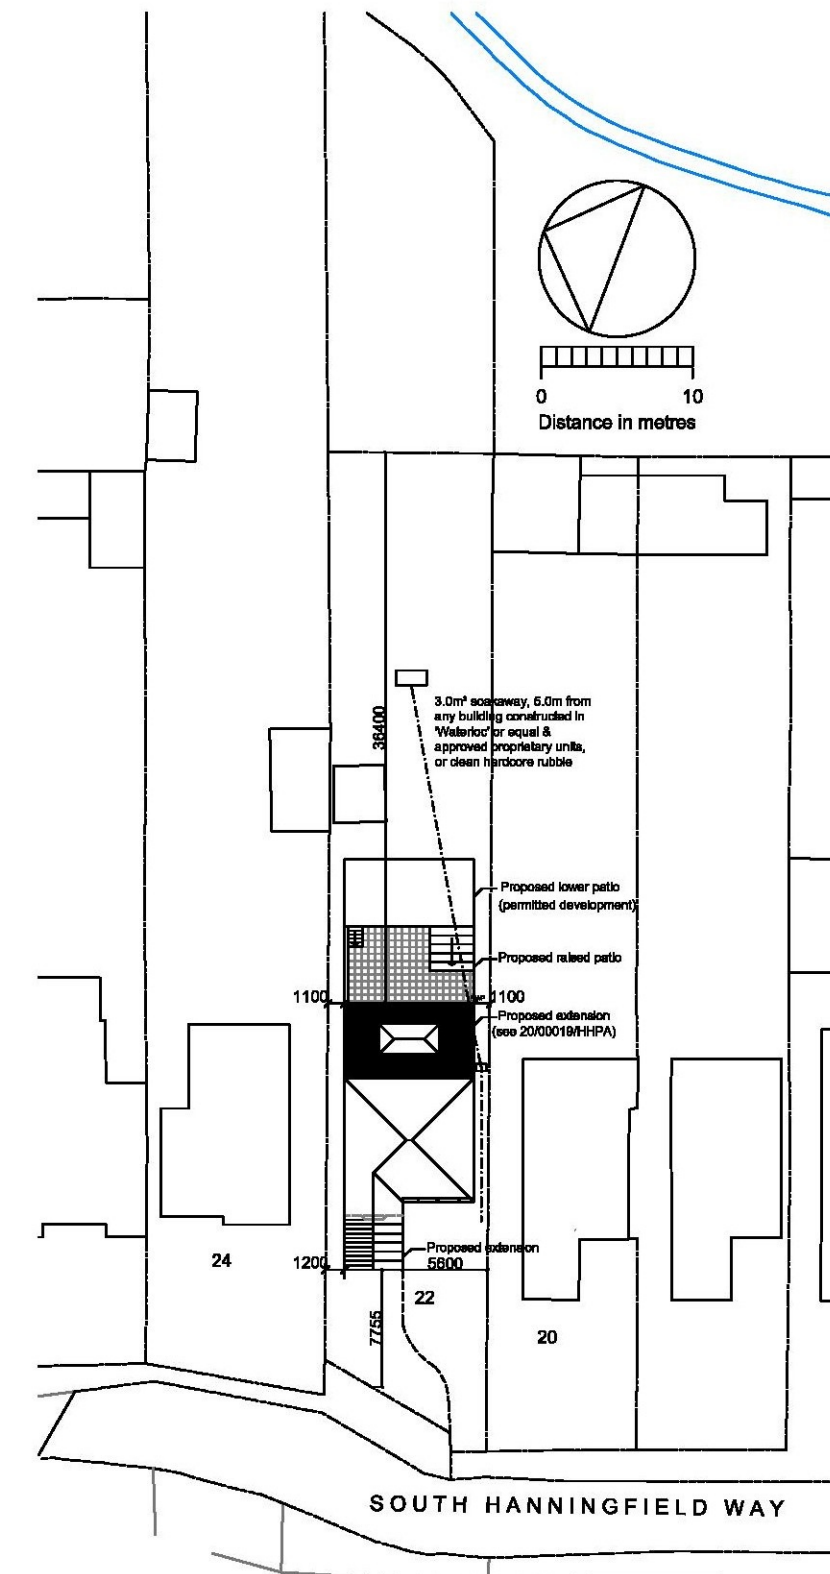 0 10
Distance in metres
36400
3.0m³ soakaway, 5.0m from
any building constructed in
'Waterloc' or equal &
approved proprietary units,
or clean hardcore rubble
Proposed lower patio
(permitted development)
Proposed raised patio
1100 1100
Proposed extension
(see 20/00019/HHPA)
Proposed extension
24 1200 5600
22
7755
20
SOUTH HANNINGFIELD WAY